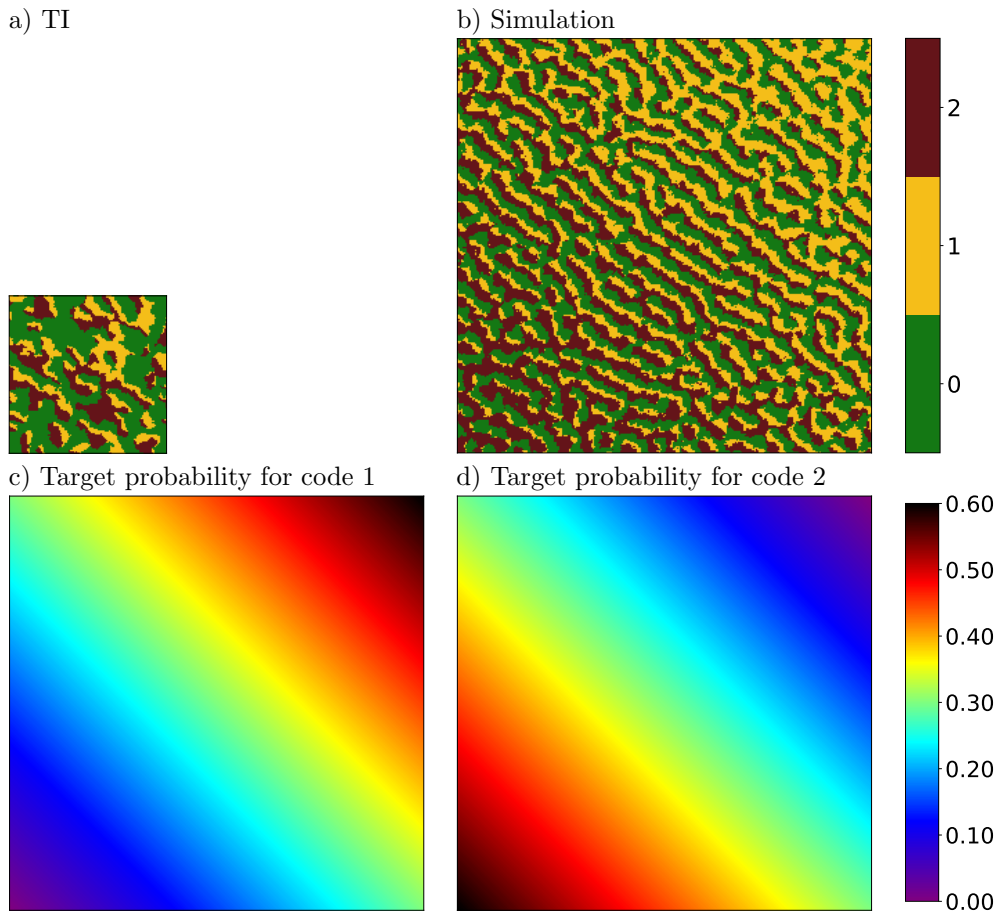 a) TI
b) Simulation
2
1
0
c) Target probability for code 1
d) Target probability for code 2
0.60
0.50
0.40
0.30
0.20
0.10
0.00